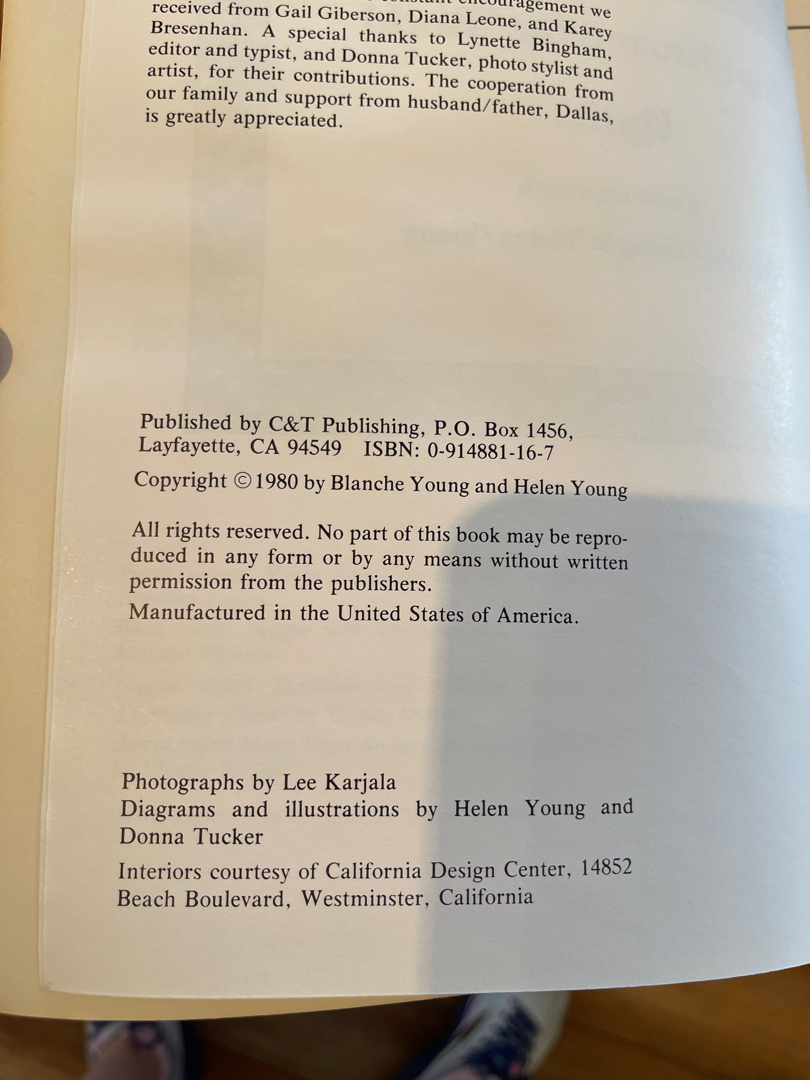 encouragement we
received from Gail Giberson, Diana Leone, and Karey
Bresenhan. A special thanks to Lynette Bingham,
editor and typist, and Donna Tucker, photo stylist and
artist, for their contributions. The cooperation from
our family and support from husband/father, Dallas,
is greatly appreciated.
Published by C&T Publishing, P.O. Box 1456,
Layfayette, CA 94549 ISBN: 0-914881-16-7
Copyright ©1980 by Blanche Young and Helen Young
All rights reserved. No part of this book may be repro-
duced in any form or by any means without written
permission from the publishers.
Manufactured in the United States of America.
Photographs by Lee Karjala
Diagrams and illustrations by Helen Young and
Donna Tucker
Interiors courtesy of California Design Center, 14852
Beach Boulevard, Westminster, California